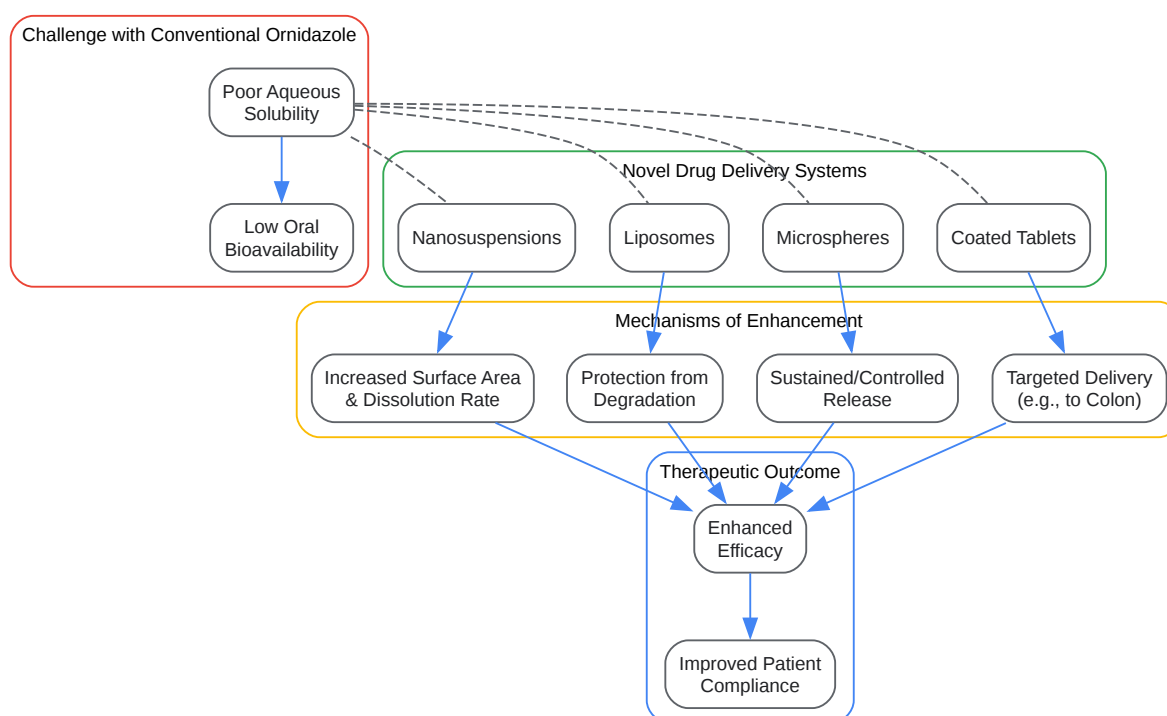 Challenge with Conventional Ornidazole
Poor Aqueous
Solubility
Low Oral
Bioavailability
Novel Drug Delivery Systems
Nanosuspensions
Liposomes
Microspheres
Coated Tablets
Mechanisms of Enhancement
Increased Surface Area
& Dissolution Rate
Protection from
Degradation
Sustained/Controlled
Release
Targeted Delivery
(e.g., to Colon)
Therapeutic Outcome
Enhanced
Efficacy
Improved Patient
Compliance